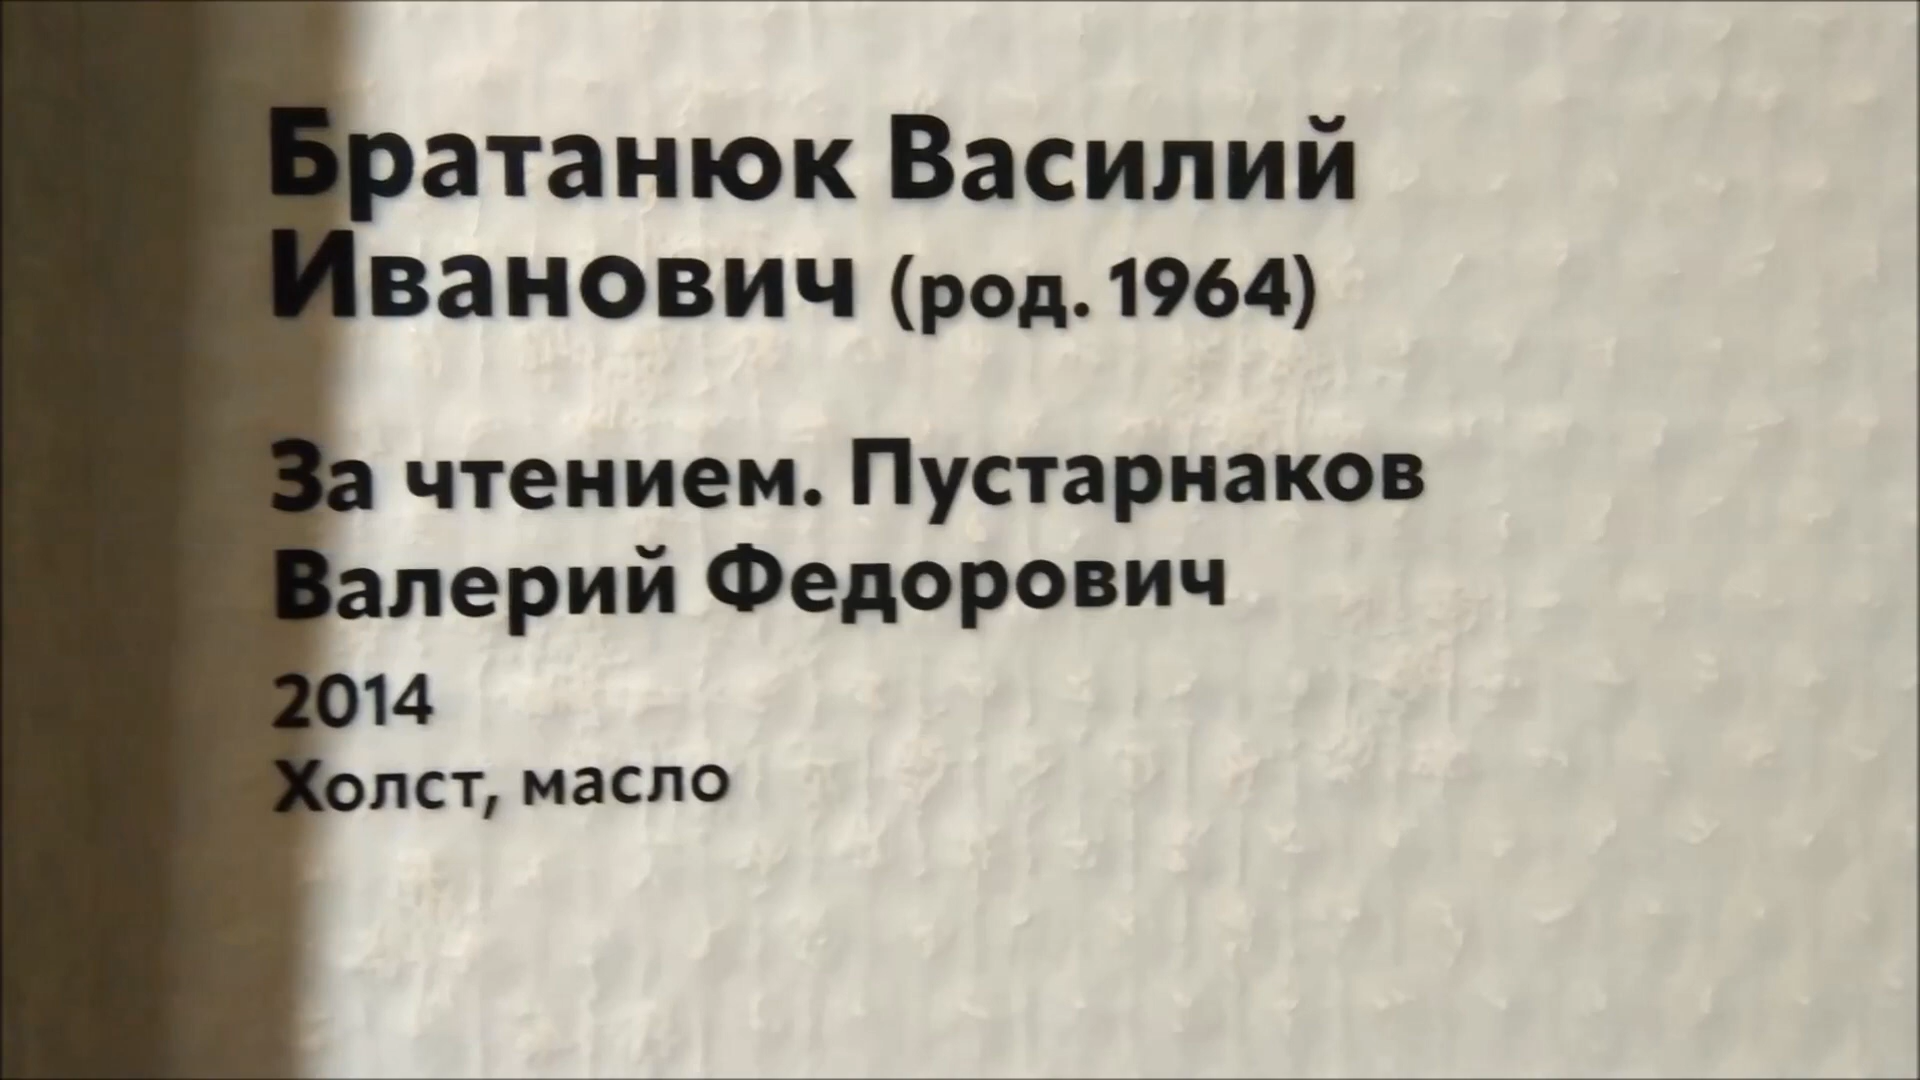 Братанюк Василий
Иванович (род. 1964)
За чтением. Пустарнаков
Валерий Федорович
2014
Холст, масло